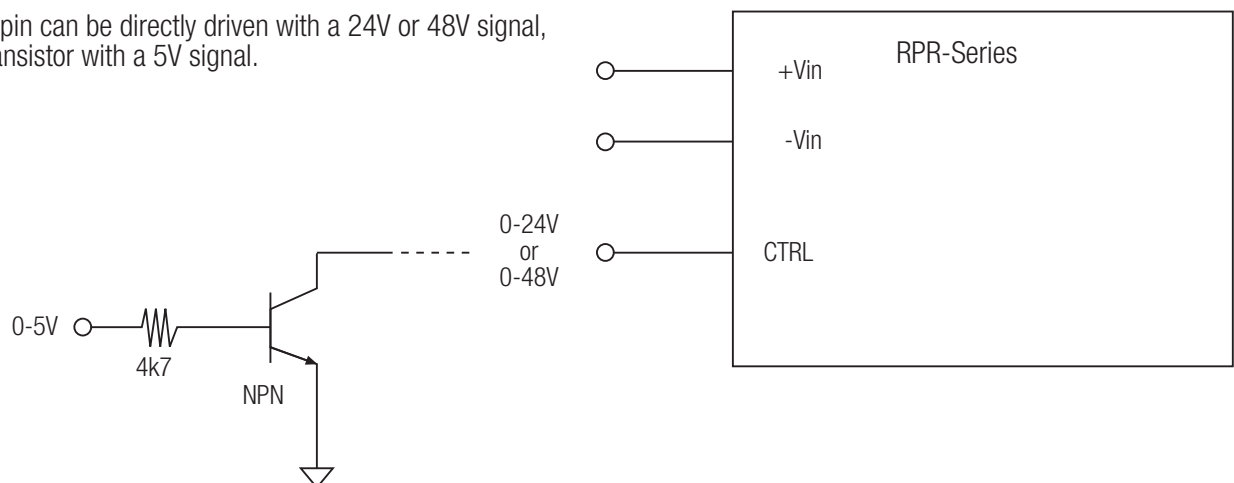 pin can be directly driven with a 24V or 48V signal,
ansistor with a 5V signal.
RPR-Series
+Vin
-Vin
0-24V
or
0-48V
CTRL
0-5V
4k7
NPN